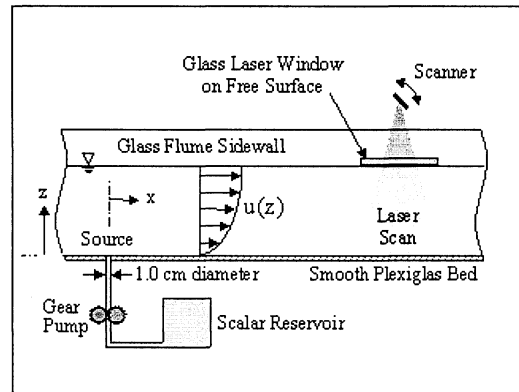 Glass Laser Window
on Free Surface
Scanner
Glass Flume Sidewall
z
x
u(z)
Source
Laser
Scan
1.0 cm diameter
Smooth Plexiglas Bed
Gear
Pump
Scalar Reservoir